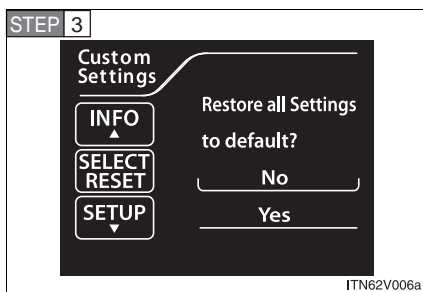 STEP 3
Custom
Settings
INFO
▲
SELECT
RESET
SETUP
▼
Restore all Settings
to default?
No
Yes
ITN62V006a